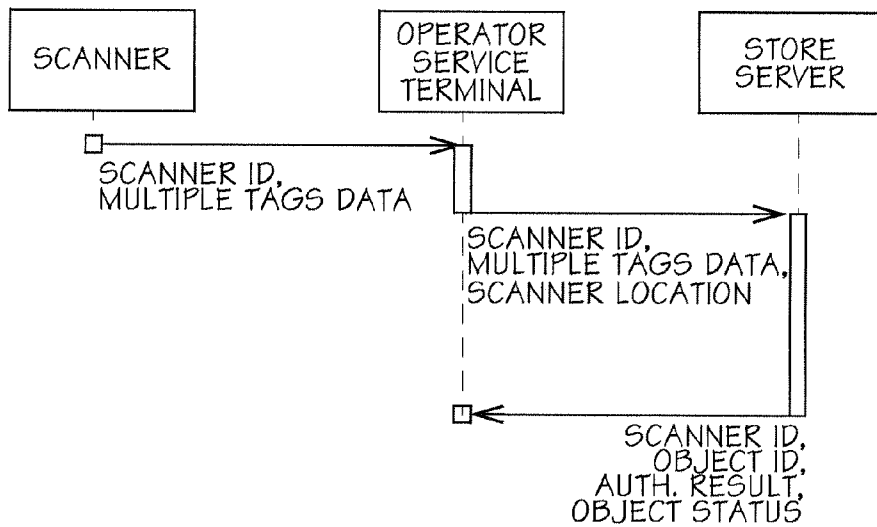 SCANNER
OPERATOR
SERVICE
TERMINAL
STORE
SERVER
SCANNER ID,
MULTIPLE TAGS DATA
SCANNER ID,
MULTIPLE TAGS DATA,
SCANNER LOCATION
SCANNER ID,
OBJECT ID,
AUTH. RESULT,
OBJECT STATUS